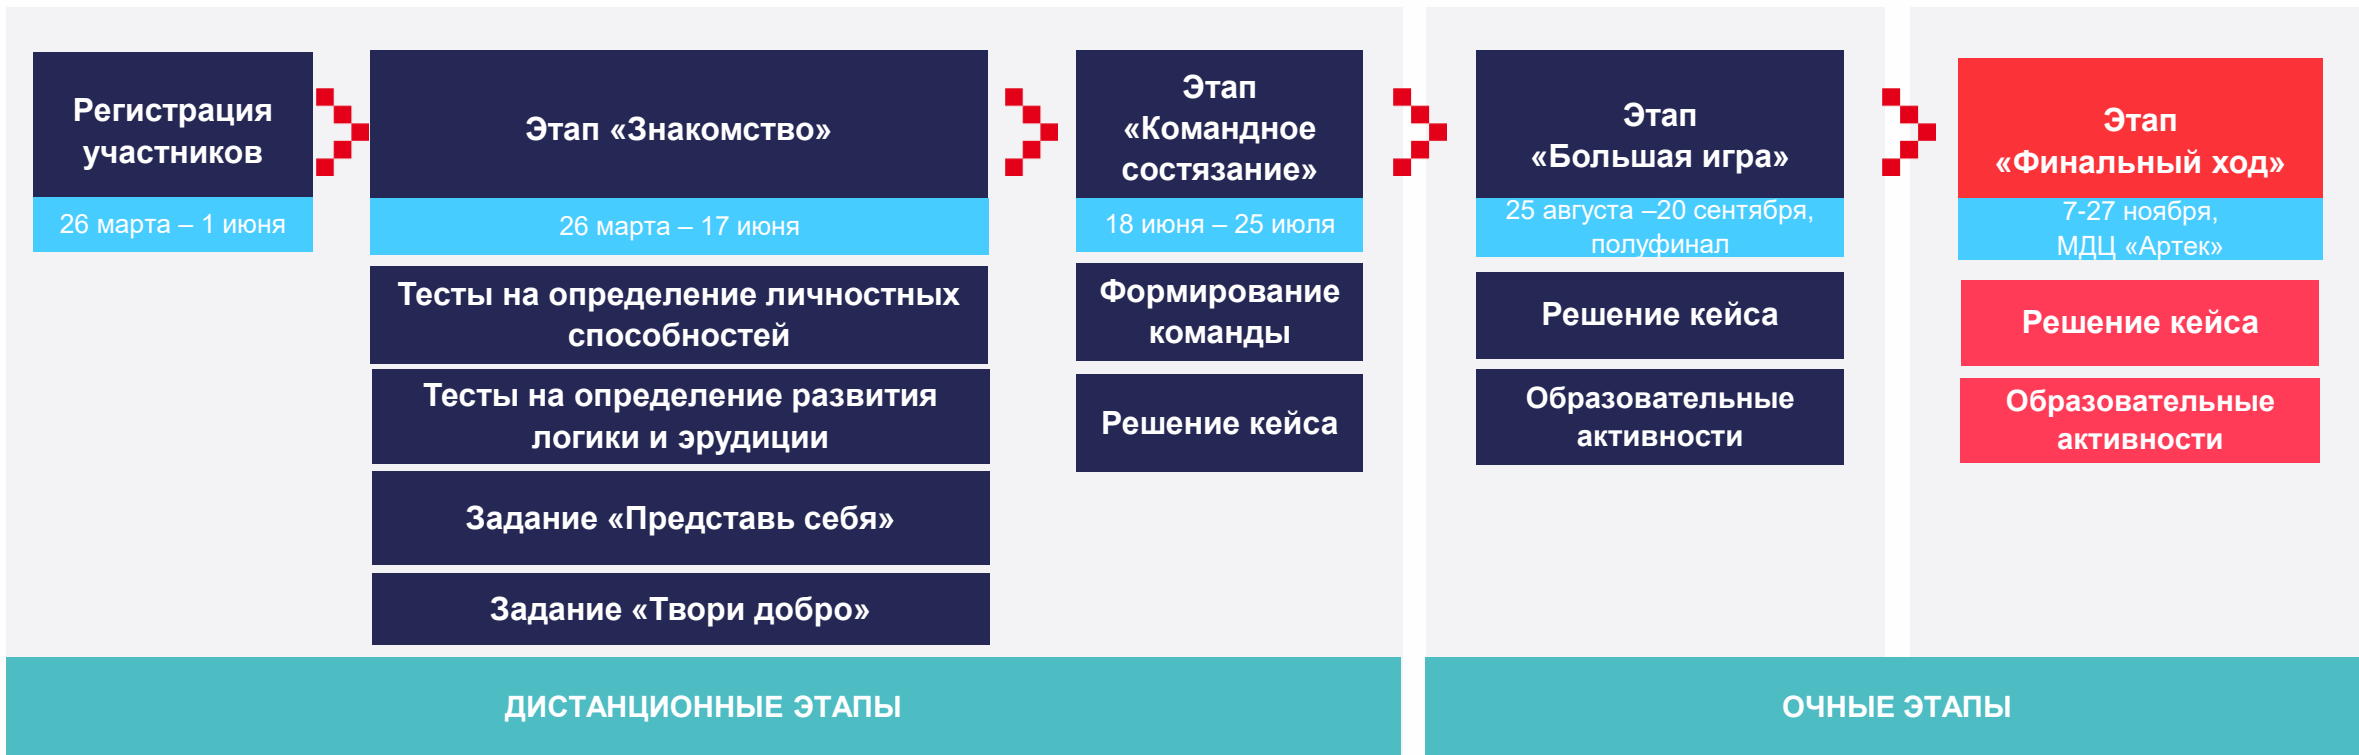 Регистрация
участников
26 марта – 1 июня
Этап «Знакомство»
26 марта – 17 июня
Тесты на определение личностных
способностей
Тесты на определение развития
логики и эрудиции
Задание «Представь себя»
Задание «Твори добро»
Этап
«Командное
состязание»
18 июня – 25 июля
Формирование
команды
Решение кейса
Этап
«Большая игра»
25 августа –20 сентября,
полуфинал
Решение кейса
Образовательные
активности
Этап
«Финальный ход»
7-27 ноября,
МДЦ «Артек»
Решение кейса
Образовательные
активности
ДИСТАНЦИОННЫЕ ЭТАПЫ
ОЧНЫЕ ЭТАПЫ